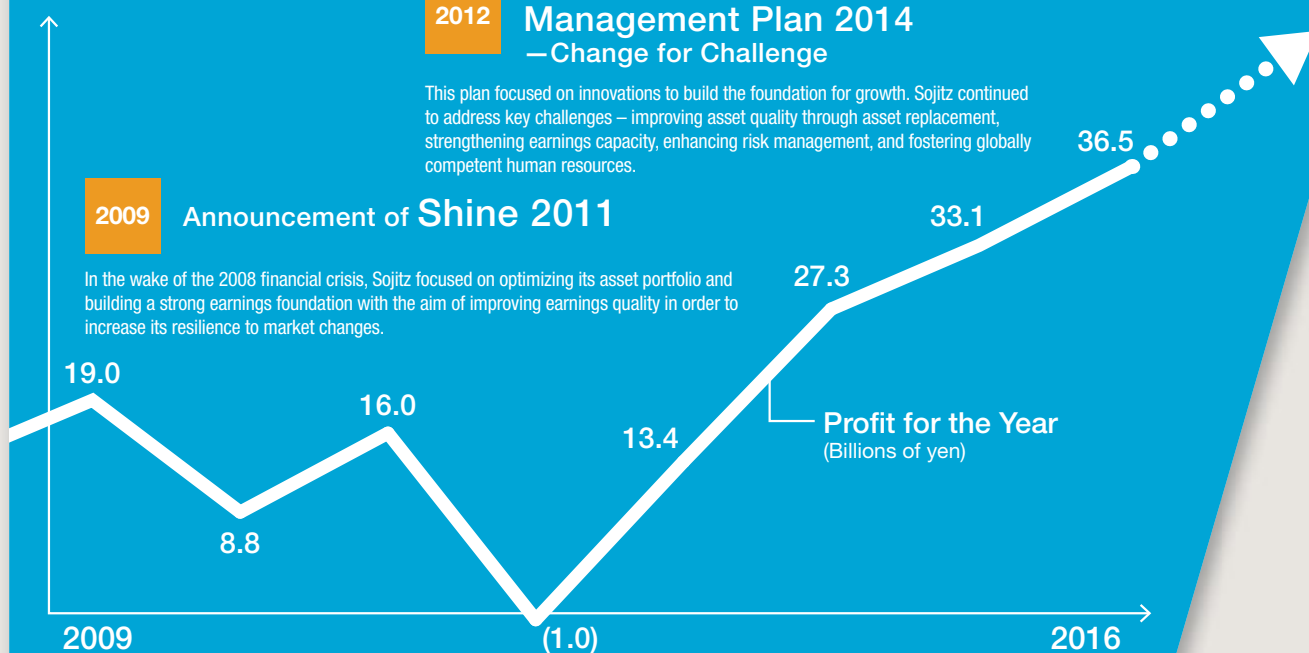 2012
Management Plan 2014
—Change for Challenge
This plan focused on innovations to build the foundation for growth. Sojitz continued
to address key challenges – improving asset quality through asset replacement,
strengthening earnings capacity, enhancing risk management, and fostering globally
competent human resources.
2009
Announcement of Shine 2011
In the wake of the 2008 financial crisis, Sojitz focused on optimizing its asset portfolio and
building a strong earnings foundation with the aim of improving earnings quality in order to
increase its resilience to market changes.
19.0
8.8
16.0
(1.0)
13.4
27.3
33.1
36.5
Profit for the Year
(Billions of yen)
2009
2016